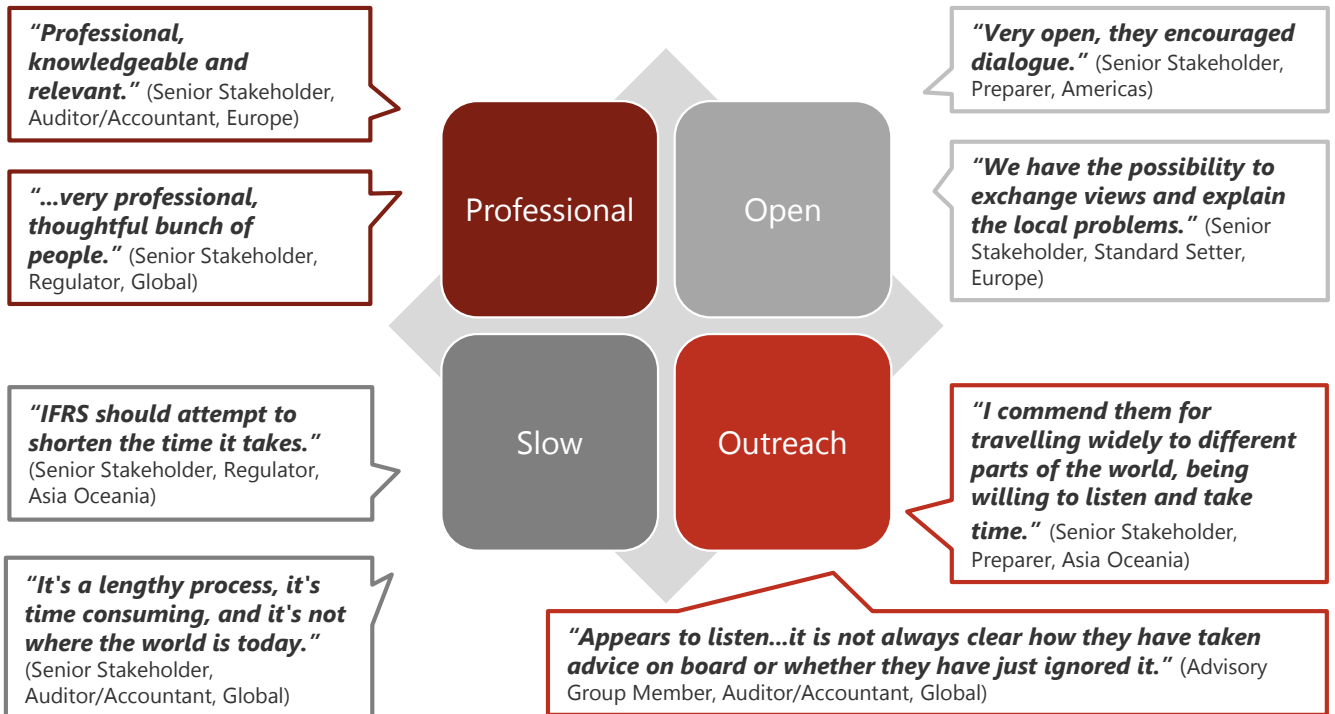 “Professional,
knowledgeable and
relevant.” (Senior Stakeholder,
Auditor/Accountant, Europe)
“...very professional,
thoughtful bunch of
people.” (Senior Stakeholder,
Regulator, Global)
Professional
Open
“Very open, they encouraged
dialogue.” (Senior Stakeholder,
Preparer, Americas)
“We have the possibility to
exchange views and explain
the local problems.” (Senior
Stakeholder, Standard Setter,
Europe)
“IFRS should attempt to
shorten the time it takes.”
(Senior Stakeholder, Regulator,
Asia Oceania)
“It's a lengthy process, it's
time consuming, and it's not
where the world is today.”
(Senior Stakeholder,
Auditor/Accountant, Global)
Slow
Outreach
“I commend them for
travelling widely to different
parts of the world, being
willing to listen and take
time.” (Senior Stakeholder,
Preparer, Asia Oceania)
“Appears to listen...it is not always clear how they have taken
advice on board or whether they have just ignored it.” (Advisory
Group Member, Auditor/Accountant, Global)